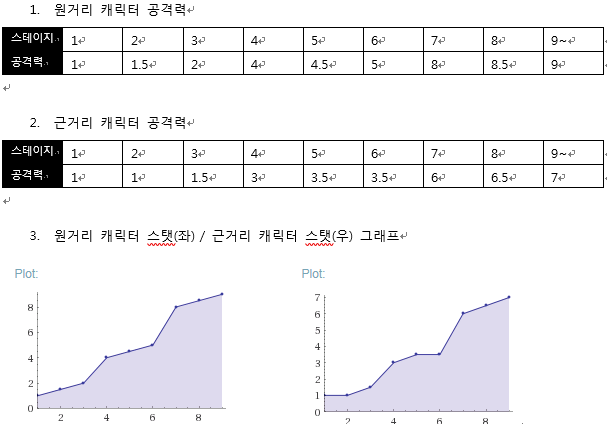 1. 원거리 캐릭터 공격력
스테이지 1 2 3 4 5 6 7 8 9~
공격력 1 1.5 2 4 4.5 5 8 8.5 9
2. 근거리 캐릭터 공격력
스테이지 1 2 3 4 5 6 7 8 9~
공격력 1 1 1.5 3 3.5 3.5 6 6.5 7
3. 원거리 캐릭터 스탯(좌) / 근거리 캐릭터 스탯(우) 그래프
Plot:
8
6
4
2
0
2 4 6 8
Plot:
7
6
5
4
3
2
1
0
2 4 6 8